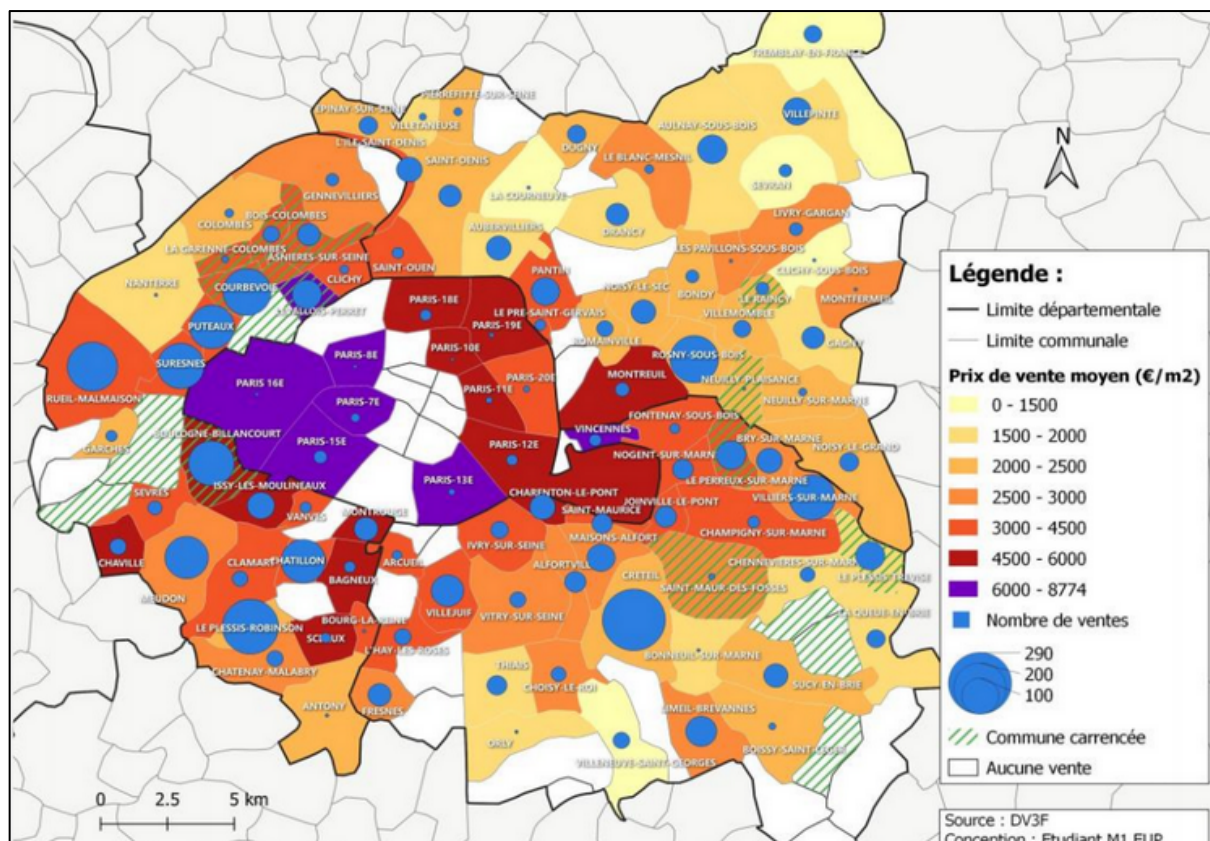 TREMBLAY-EN-FRANCE
PIERREFITTE-SUR-SEINE
EPINAY-SUR-SEINE
VILLETANEUSE
VILLEPINTE
AULNAY-SOUS-BOIS
L'ILE-SAINT-DENIS
DUGNY
SAINT-DENIS
LE BLANC-MESNIL
SEVRAN
GENNEVILLIERS
LA COURNEUVE
LIVRY-GARGAN
BOIS-COLOMBES
COLOMBES
AUBERVILLIERS
DRANCY
LES PAVILLONS-SOUS-BOIS
LA GARENNE-COLOMBES
ASNIERES-SUR-SEINE
SAINT-OUEN
PANTIN
CLICHY-SOUS-BOIS
CLICHY
NOISY-LE-SEC
BONDY
NANTERRE
COURBEVOIE
LE RAINCY
MONTFERMEIL
LEVALLOIS-PERRET
PARIS-18E
LE PRE-SAINT-GERVAIS
VILLEMOMBLE
PUTEAUX
PARIS-19E
ROMAINVILLE
GAGNY
PARIS-8E
PARIS-10E
ROSNY-SOUS-BOIS
SURESNES
PARIS 16E
PARIS-20E
MONTREUIL
NEUILLY-PLAISANCE
RUEIL-MALMAISON
PARIS-11E
NEUILLY-SUR-MARNE
PARIS-7E
FONTENAY-SOUS-BOIS
BOULOGNE-BILLANCOURT
VINCENNES
GARCHES
PARIS-15E
PARIS-12E
BRY-SUR-MARNE
NOISY-LE-GRAND
NOGENT-SUR-MARNE
ISSY-LES-MOULINEAUX
PARIS-13E
LE PERREUX-SUR-MARNE
SEVRES
CHARENTON-LE-PONT
VILLIERS-SUR-MARNE
VANVES
MONTROUGE
SAINT-MAURICE
JOINVILLE-LE-PONT
IVRY-SUR-SEINE
MAISONS-ALFORT
CHAMPIGNY-SUR-MARNE
CHAVILLE
CLAMART
CHATILLON
ARCUEIL
ALFORTVILLE
CHENNEVIERES-SUR-MARNE
BAGNEUX
CRETEIL
SAINT-MAUR-DES-FOSSES
LE PLESSIS-TREVISE
MEUDON
VILLEJUIF
VITRY-SUR-SEINE
LA QUEUE-EN-BRIE
LE PLESSIS-ROBINSON
BOURG-LA-REINE
SCEAUX
L'HAY-LES-ROSES
BONNEUIL-SUR-MARNE
CHATENAY-MALABRY
THIAIS
CHOISY-LE-ROI
SUCY-EN-BRIE
ANTONY
FRESNES
LIMEIL-BREVANNES
ORLY
BOISSY-SAINT-LEGER
VILLENEUVE-SAINT-GEORGES
N
0 2.5 5 km
Légende :
Limite départementale
Limite communale
Prix de vente moyen (€/m2)
0 - 1500
1500 - 2000
2000 - 2500
2500 - 3000
3000 - 4500
4500 - 6000
6000 - 8774
Nombre de ventes
290
200
100
Commune carrencée
Aucune vente
Source : DV3F
Conception : Etudiant M1 EUP